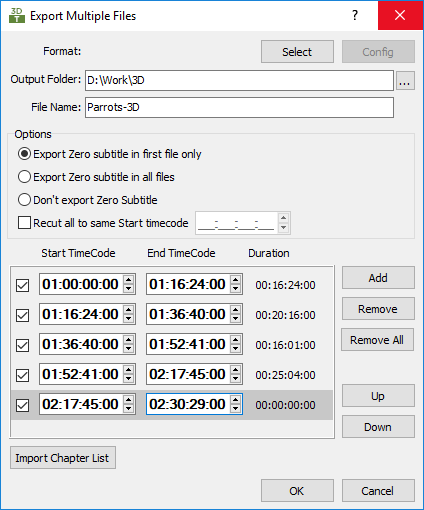 3D
T
Export Multiple Files
Format:
Select
Config
Output Folder:
D:\Work\3D
...
File Name:
Parrots-3D
Options
Export Zero subtitle in first file only
Export Zero subtitle in all files
Don't export Zero Subtitle
Recut all to same Start timecode __:__:__:__
Start TimeCode End TimeCode Duration
01:00:00:00 01:16:24:00 00:16:24:00
01:16:24:00 01:36:40:00 00:20:16:00
01:36:40:00 01:52:41:00 00:16:01:00
01:52:41:00 02:17:45:00 00:25:04:00
02:17:45:00 02:30:29:00 00:00:00:00
Add
Remove
Remove All
Up
Down
Import Chapter List
OK
Cancel